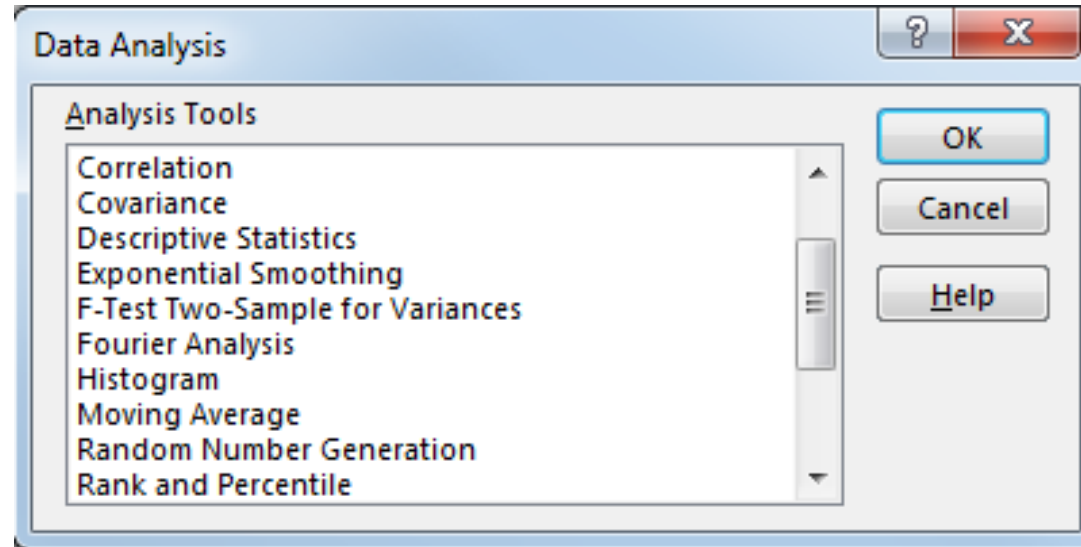 Data Analysis
?
Analysis Tools
Correlation
Covariance
Descriptive Statistics
Exponential Smoothing
F-Test Two-Sample for Variances
Fourier Analysis
Histogram
Moving Average
Random Number Generation
Rank and Percentile
OK
Cancel
Help